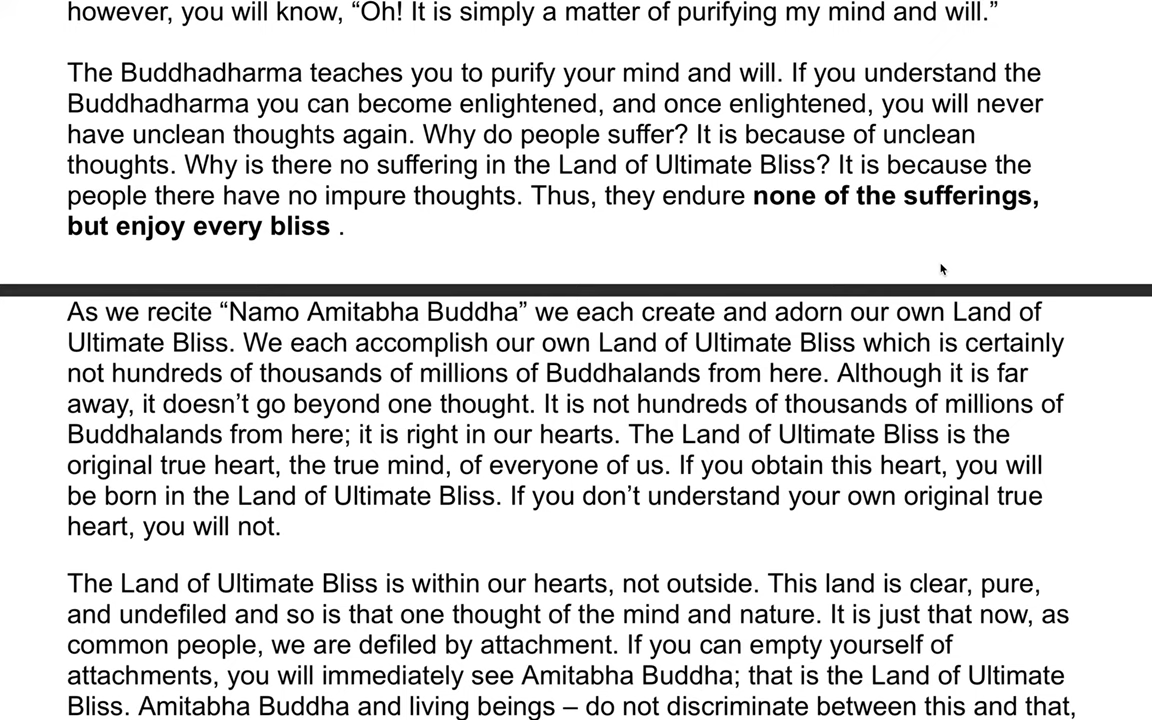 however, you will know, “Oh! It is simply a matter of purifying my mind and will.”
The Buddhadharma teaches you to purify your mind and will. If you understand the
Buddhadharma you can become enlightened, and once enlightened, you will never
have unclean thoughts again. Why do people suffer? It is because of unclean
thoughts. Why is there no suffering in the Land of Ultimate Bliss? It is because the
people there have no impure thoughts. Thus, they endure none of the sufferings,
but enjoy every bliss .
As we recite “Namo Amitabha Buddha” we each create and adorn our own Land of
Ultimate Bliss. We each accomplish our own Land of Ultimate Bliss which is certainly
not hundreds of thousands of millions of Buddhalands from here. Although it is far
away, it doesn’t go beyond one thought. It is not hundreds of thousands of millions of
Buddhalands from here; it is right in our hearts. The Land of Ultimate Bliss is the
original true heart, the true mind, of everyone of us. If you obtain this heart, you will
be born in the Land of Ultimate Bliss. If you don’t understand your own original true
heart, you will not.
The Land of Ultimate Bliss is within our hearts, not outside. This land is clear, pure,
and undefiled and so is that one thought of the mind and nature. It is just that now, as
common people, we are defiled by attachment. If you can empty yourself of
attachments, you will immediately see Amitabha Buddha; that is the Land of Ultimate
Bliss. Amitabha Buddha and living beings – do not discriminate between this and that,